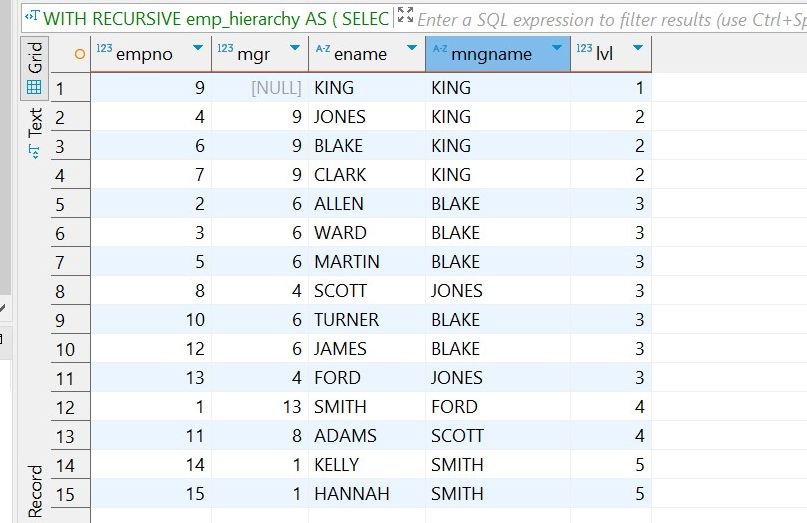 WITH RECURSIVE emp_hierarchy AS ( SELEC Enter a SQL expression to filter results (use Ctrl+Sp
Grid
Text
Record
123 empno 123 mgr A-Z ename A-Z mngname 123 lvl
1 9 [NULL] KING KING 1
2 4 9 JONES KING 2
3 6 9 BLAKE KING 2
4 7 9 CLARK KING 2
5 2 6 ALLEN BLAKE 3
6 3 6 WARD BLAKE 3
7 5 6 MARTIN BLAKE 3
8 8 4 SCOTT JONES 3
9 10 6 TURNER BLAKE 3
10 12 6 JAMES BLAKE 3
11 13 4 FORD JONES 3
12 1 13 SMITH FORD 4
13 11 8 ADAMS SCOTT 4
14 14 1 KELLY SMITH 5
15 15 1 HANNAH SMITH 5